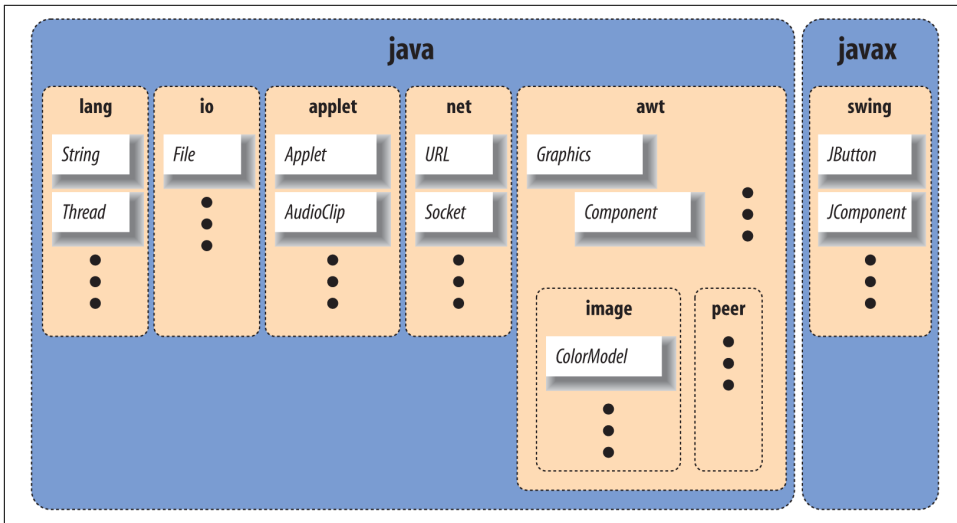 java
javax
lang
io
applet
net
awt
swing
String
File
Applet
URL
Graphics
JButton
Thread
AudioClip
Socket
Component
JComponent
image
peer
ColorModel